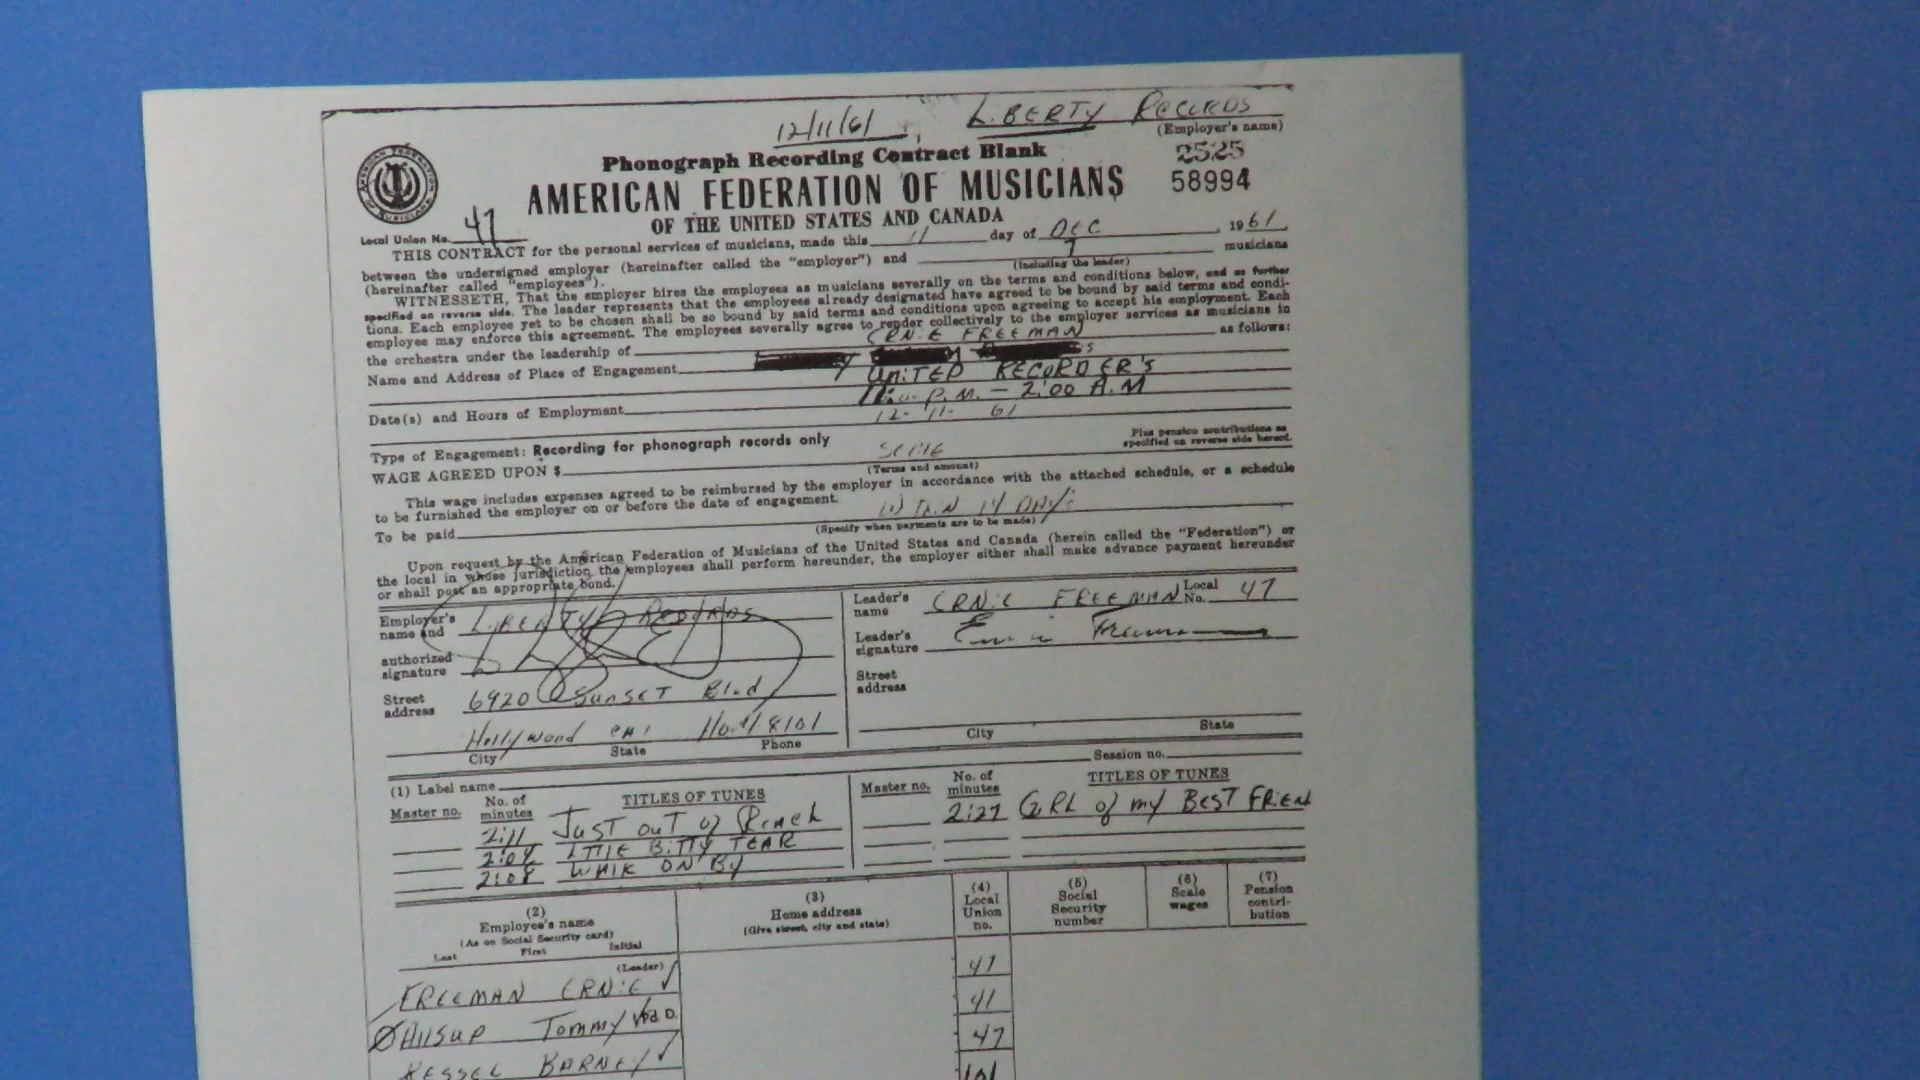 12/11/61, LIBERTY RECORDS
(Employer's name)
Phonograph Recording Contract Blank
2525
AMERICAN FEDERATION OF MUSICIANS
58994
OF THE UNITED STATES AND CANADA
AMERICAN FEDERATION OF MUSICIANS
Local Union No. 47
THIS CONTRACT for the personal services of musicians, made this 11 day of DEC, 1961
between the undersigned employer (hereinafter called the "employer") and 7 musicians
(including the leader)
(hereinafter called "employees").
WITNESSETH, That the employer hires the employees as musicians severally on the terms and conditions below, and as further
specified on reverse side. The leader represents that the employees already designated have agreed to be bound by said terms and condi-
tions. Each employee yet to be chosen shall be so bound by said terms and conditions upon agreeing to accept his employment. Each
employee may enforce this agreement. The employees severally agree to render collectively to the employer services as musicians in
the orchestra under the leadership of ERNIE FREEMAN as follows:
Name and Address of Place of Engagement UNITED RECORDER'S
P.M. - 2:00 A.M
Date(s) and Hours of Employment 12-11-61
Type of Engagement: Recording for phonograph records only
Plus pension contributions as
specified on reverse side hereof.
WAGE AGREED UPON $
(Terms and amount)
This wage includes expenses agreed to be reimbursed by the employer in accordance with the attached schedule, or a schedule
to be furnished the employer on or before the date of engagement.
To be paid 14 DAYS
(Specify when payments are to be made)
Upon request by the American Federation of Musicians of the United States and Canada (herein called the "Federation") or
the local in whose jurisdiction the employees shall perform hereunder, the employer either shall make advance payment hereunder
or shall post an appropriate bond.
Employer's name and authorized signature LIBERTY RECORDS
Leader's name ERNIE FREEMAN Local No. 47
Leader's signature Ernie Freeman
Street address 6920 Sunset Blvd
Street address
Hollywood CAL
City State Phone
City State
Session no.
(1) Label name
Master no. No. of minutes TITLES OF TUNES
Master no. No. of minutes TITLES OF TUNES
2:11 JUST OUT OF REACH
2:27 GIRL OF MY BEST FRIEND
LITTLE BITTY TEAR
2:08 WALK ON BY
(2) Employee's name (As on Social Security card) Last First Initial
(3) Home address (Give street, city and state)
(4) Local Union no.
(5) Social Security number
(6) Scale wages
(7) Pension contri-bution
(Leader)
FREEMAN ERNIE 47
ALLSUP TOMMY Pd. D.
KESSEL BARNEY 47